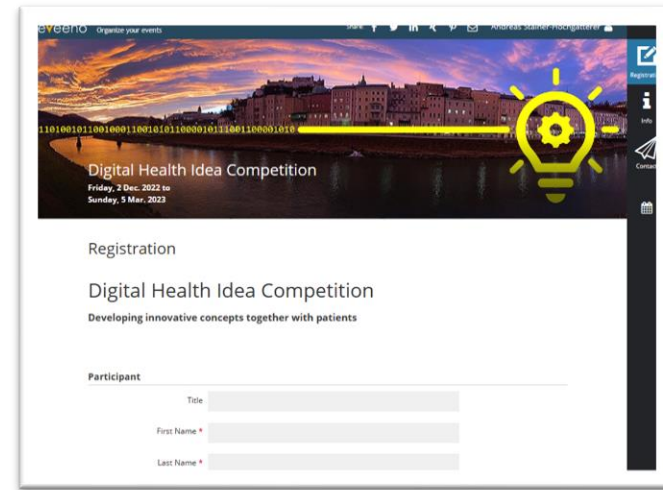 eveeno Organize your events Share Andreas Stainer-Hochgatterer
Registration
Info
Contact
Digital Health Idea Competition
Friday, 2 Dec. 2022 to
Sunday, 5 Mar. 2023
Registration
Digital Health Idea Competition
Developing innovative concepts together with patients
Participant
Title
First Name *
Last Name *